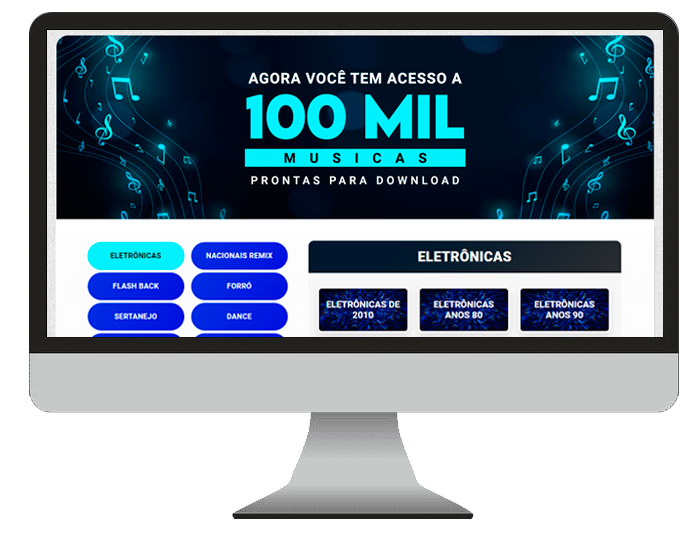 AGORA VOCÊ TEM ACESSO A
100 MIL
MUSICAS
PRONTAS PARA DOWNLOAD
ELETRÔNICAS
NACIONAIS REMIX
FLASH BACK
FORRÓ
SERTANEJO
DANCE
ELETRÔNICAS
ELETRÔNICAS DE
2010
ELETRÔNICAS
ANOS 80
ELETRÔNICAS
ANOS 90